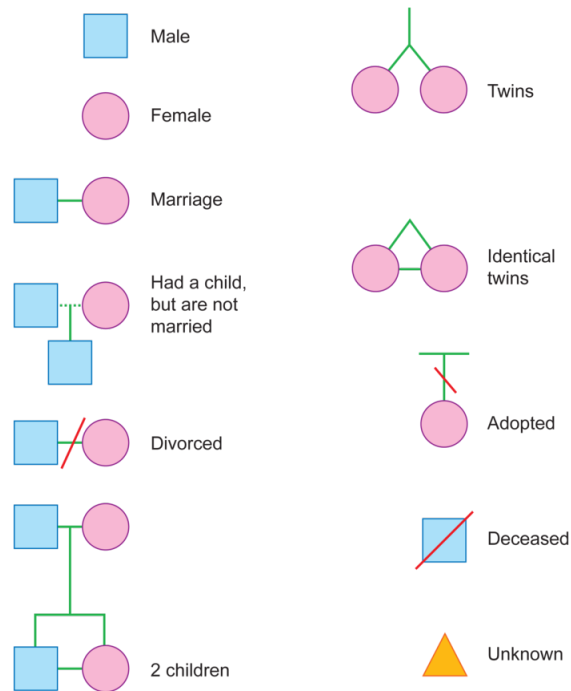 Male
Female
Marriage
Had a child,
but are not
married
Divorced
2 children
Twins
Identical
twins
Adopted
Deceased
Unknown